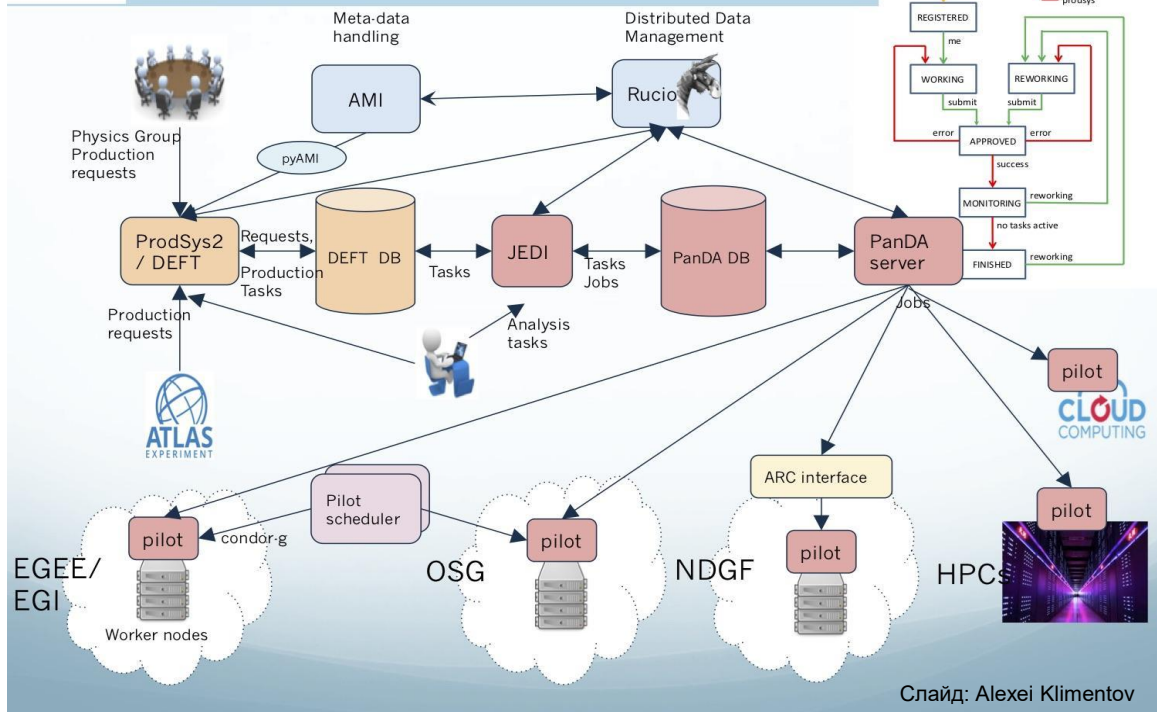 Meta-data
handling
Distributed Data
Management
prodsys
REGISTERED
me
WORKING
REWORKING
submit
submit
error
APPROVED
error
success
MONITORING
reworking
no tasks active
FINISHED
reworking
AMI
Rucio
Physics Group
Production
requests
pyAMI
ProdSys2
/ DEFT
Requests,
Production
Tasks
DEFT DB
Tasks
JEDI
Tasks
Jobs
PanDA DB
PanDA
server
Jobs
Production
requests
Analysis
tasks
ATLAS
EXPERIMENT
pilot
CLOUD
COMPUTING
Pilot
scheduler
ARC interface
pilot
condor-g
pilot
pilot
pilot
EGEE/
EGI
OSG
NDGF
HPCs
Worker nodes
Слайд: Alexei Klimentov